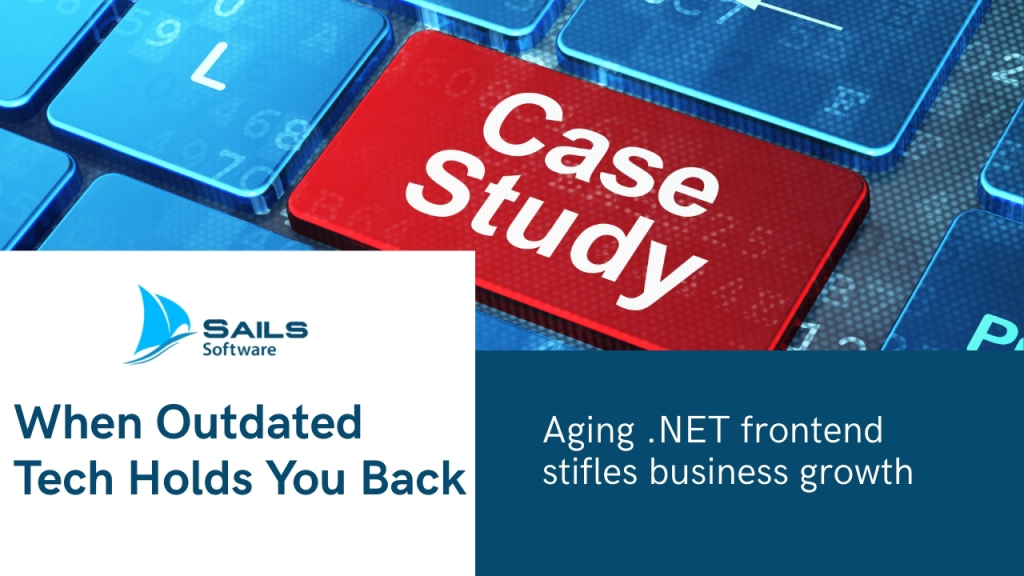 L
Case
Study
SAILS
Software
When Outdated
Tech Holds You Back
Aging .NET frontend
stifles business growth